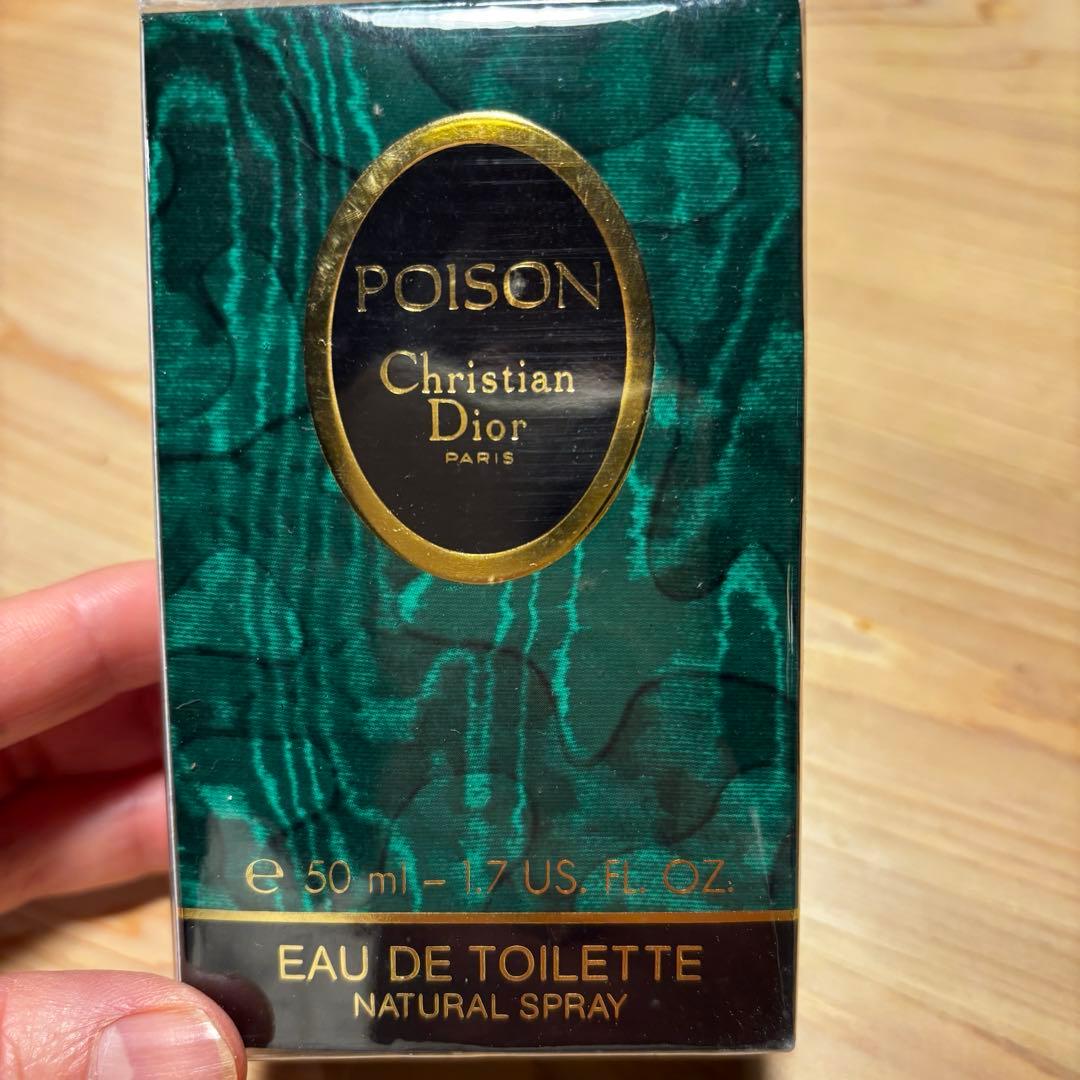 POISON
Christian
Dior
PARIS
e 50 ml – 1.7 US. FL. OZ.
EAU DE TOILETTE
NATURAL SPRAY